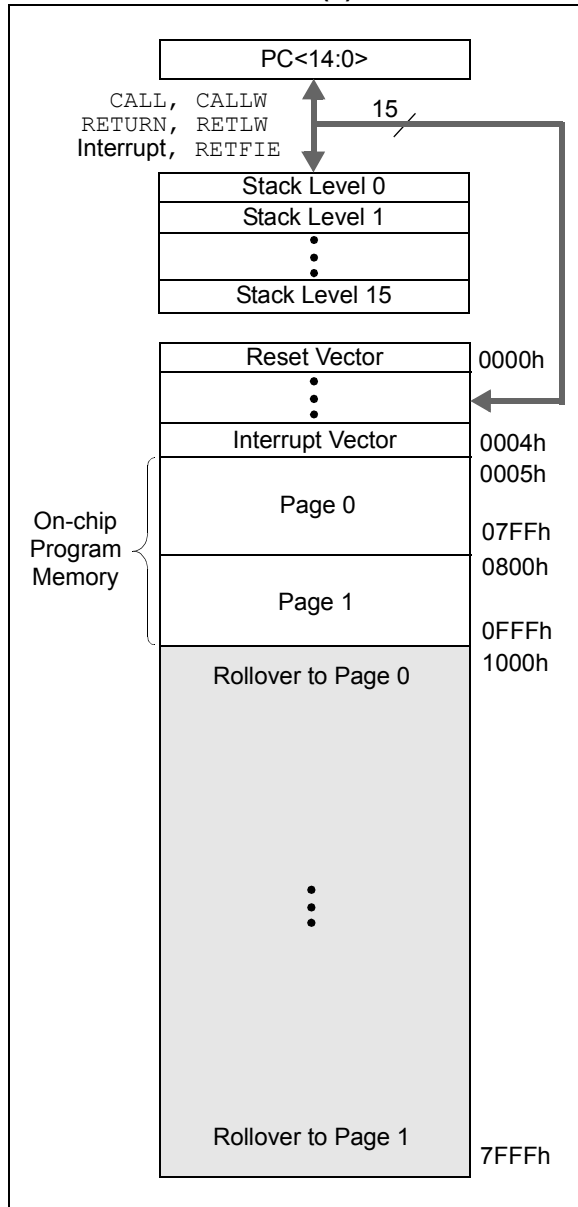 PC<14:0>
CALL, CALLW
RETURN, RETLW
Interrupt, RETFIE
15
Stack Level 0
Stack Level 1
Stack Level 15
Reset Vector
0000h
Interrupt Vector
0004h
0005h
On-chip
Program
Memory
Page 0
07FFh
0800h
Page 1
0FFFh
1000h
Rollover to Page 0
Rollover to Page 1
7FFFh